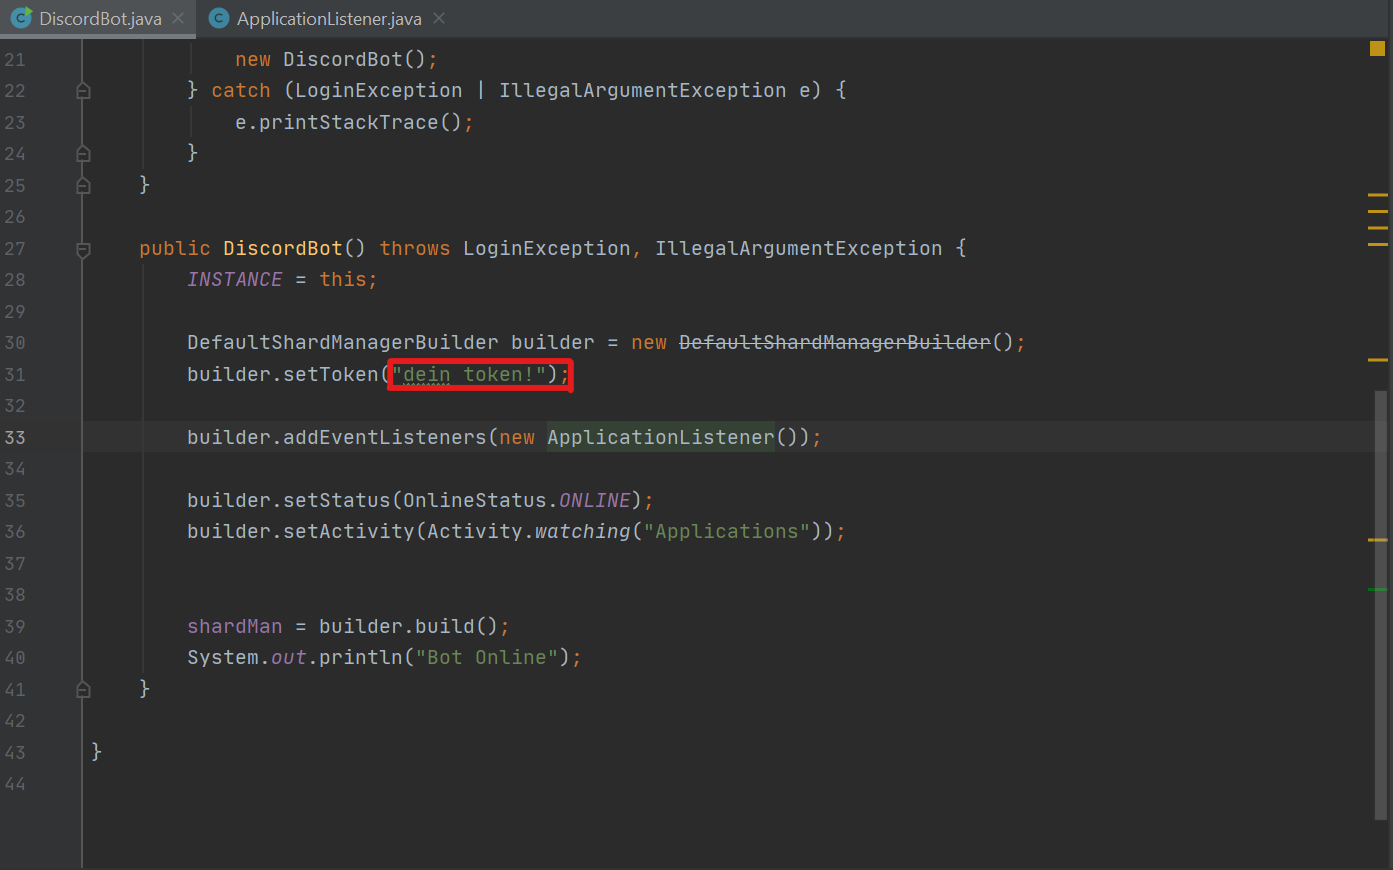 DiscordBot.java ApplicationListener.java
21 new DiscordBot();
22 } catch (LoginException | IllegalArgumentException e) {
23 e.printStackTrace();
24 }
25 }
26
27 public DiscordBot() throws LoginException, IllegalArgumentException {
28 INSTANCE = this;
29
30 DefaultShardManagerBuilder builder = new DefaultShardManagerBuilder();
31 builder.setToken("dein token!");
32
33 builder.addEventListeners(new ApplicationListener());
34
35 builder.setStatus(OnlineStatus.ONLINE);
36 builder.setActivity(Activity.watching("Applications"));
37
38
39 shardMan = builder.build();
40 System.out.println("Bot Online");
41 }
42
43 }
44